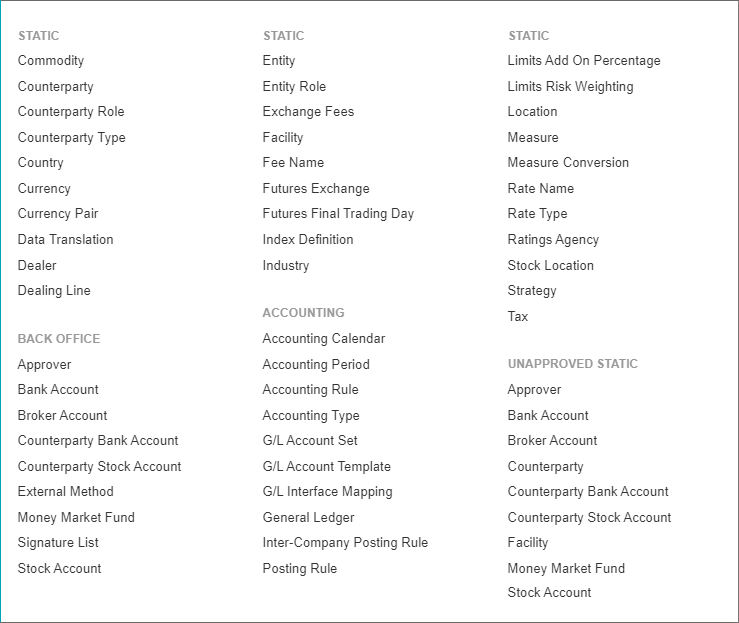 STATIC
Commodity
Counterparty
Counterparty Role
Counterparty Type
Country
Currency
Currency Pair
Data Translation
Dealer
Dealing Line
BACK OFFICE
Approver
Bank Account
Broker Account
Counterparty Bank Account
Counterparty Stock Account
External Method
Money Market Fund
Signature List
Stock Account
STATIC
Entity
Entity Role
Exchange Fees
Facility
Fee Name
Futures Exchange
Futures Final Trading Day
Index Definition
Industry
ACCOUNTING
Accounting Calendar
Accounting Period
Accounting Rule
Accounting Type
G/L Account Set
G/L Account Template
G/L Interface Mapping
General Ledger
Inter-Company Posting Rule
Posting Rule
STATIC
Limits Add On Percentage
Limits Risk Weighting
Location
Measure
Measure Conversion
Rate Name
Rate Type
Ratings Agency
Stock Location
Strategy
Tax
UNAPPROVED STATIC
Approver
Bank Account
Broker Account
Counterparty
Counterparty Bank Account
Counterparty Stock Account
Facility
Money Market Fund
Stock Account